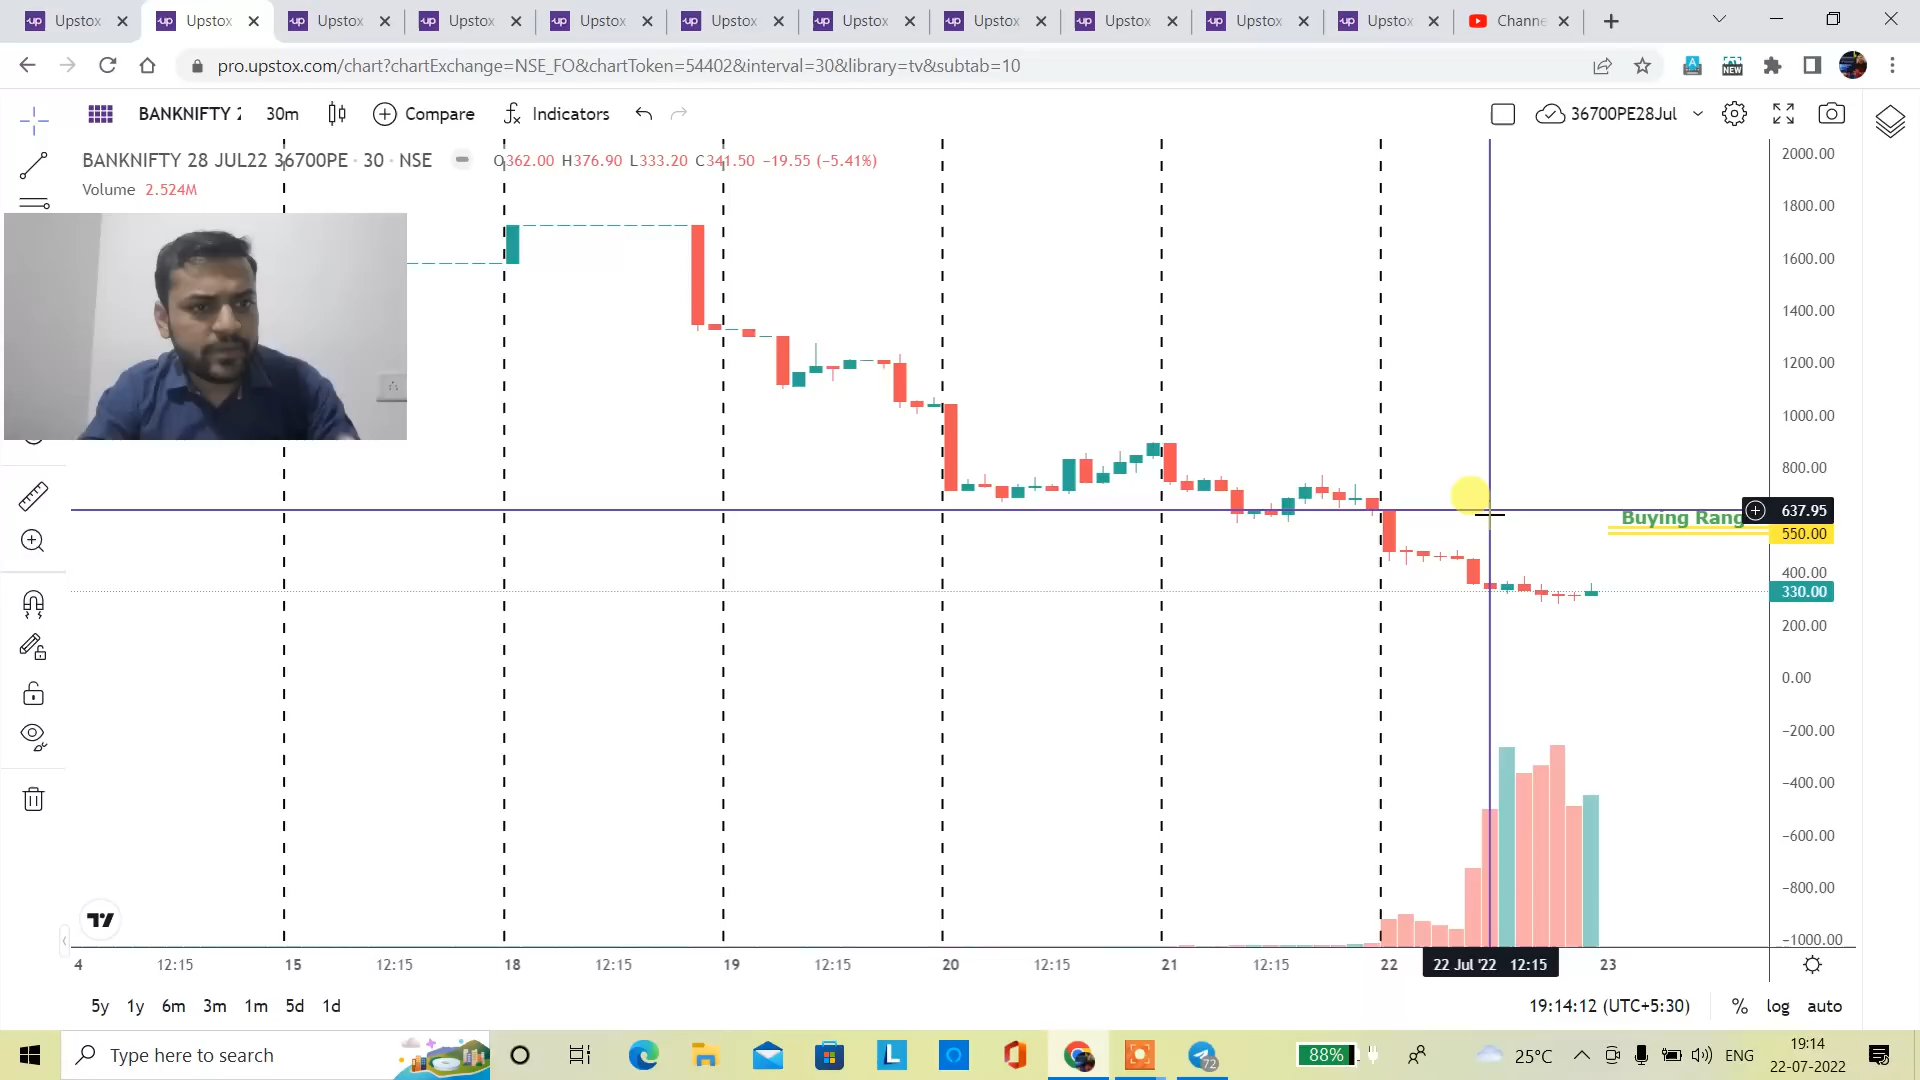 Upstox Upstox Upstox Upstox Upstox Upstox Upstox Upstox Upstox Upstox Upstox Channe
pro.upstox.com/chart?chartExchange=NSE_FO&chartToken=54402&interval=30&library=tv&subtab=10
BANKNIFTY 2 30m Compare Indicators 36700PE28Jul
BANKNIFTY 28 JUL22 36700PE · 30 · NSE O362.00 H376.90 L333.20 C341.50 −19.55 (−5.41%)
Volume 2.524M
2000.00
1800.00
1600.00
1400.00
1200.00
1000.00
800.00
637.95
Buying Rang
550.00
400.00
330.00
200.00
0.00
−200.00
−400.00
−600.00
−800.00
−1000.00
4 12:15 15 12:15 18 12:15 19 12:15 20 12:15 21 12:15 22 22 Jul '22 12:15 23
5y 1y 6m 3m 1m 5d 1d 19:14:12 (UTC+5:30) % log auto
Type here to search 88% 25°C ENG 19:14
22-07-2022
72
NEW